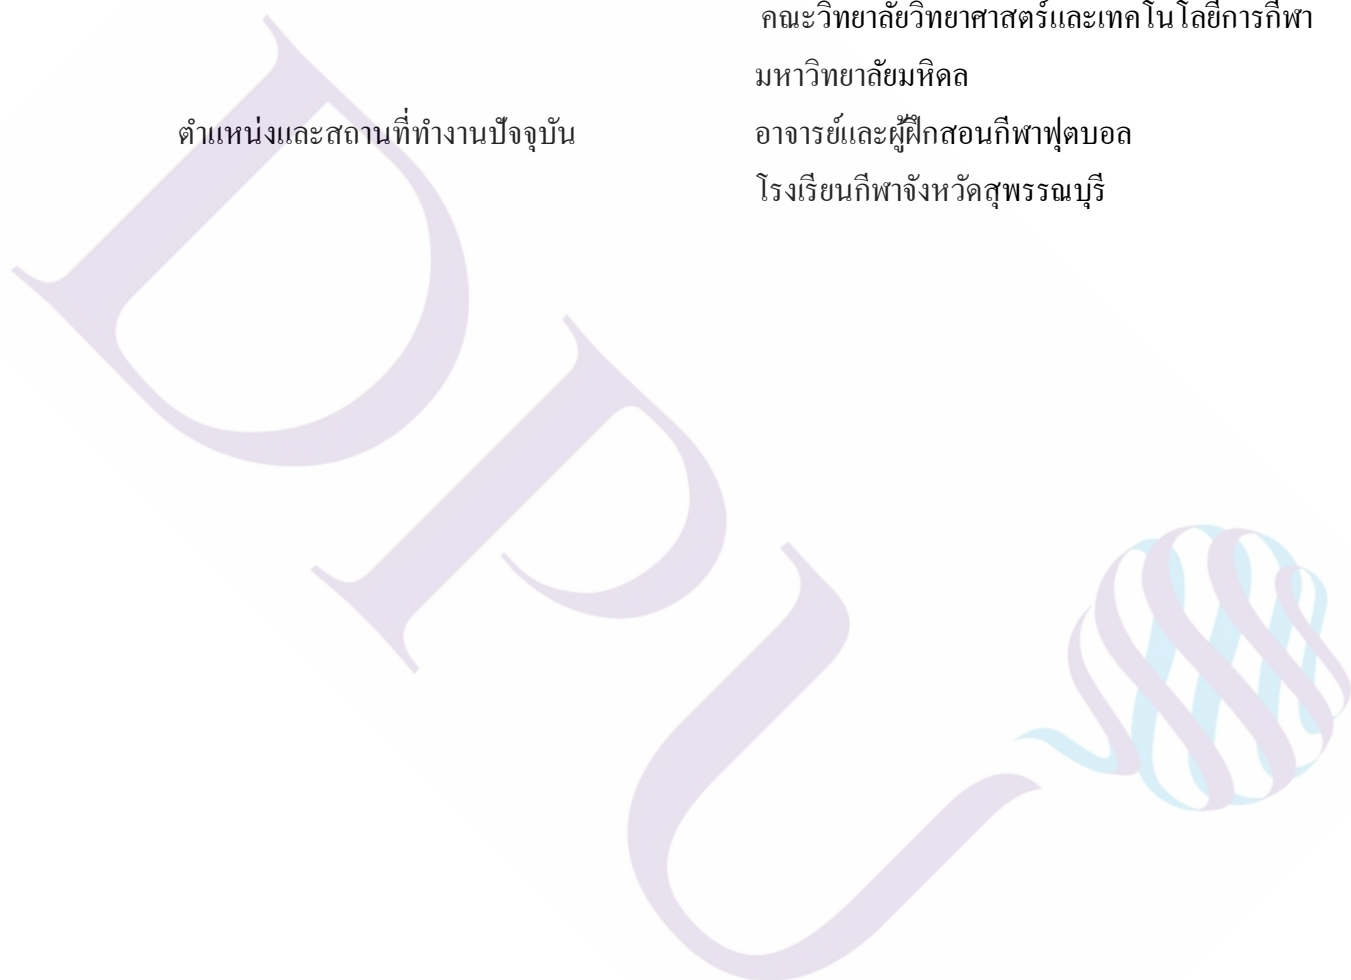 คณะวิทยาลัยวิทยาศาสตร์และเทคโนโลยีการกีฬา
มหาวิทยาลัยมหิดล
ตำแหน่งและสถานที่ทำงานปัจจุบัน อาจารย์และผู้ฝึกสอนกีฬาฟุตบอล
โรงเรียนกีฬาจังหวัดสุพรรณบุรี
DPU